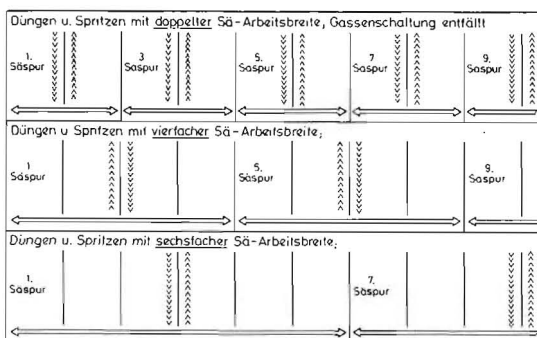 Düngen u. Spritzen mit doppelter Sä-Arbeitsbreite, Gassenschaltung entfällt
1. Säspur
3 Säspur
5. Säspur
7 Säspur
9. Säspur
Düngen u Spritzen mit vierfacher Sä-Arbeitsbreite;
1 Säspur
5. Säspur
9. Säspur
Düngen u. Spritzen mit sechsfacher Sä-Arbeitsbreite;
1. Säspur
7. Säspur